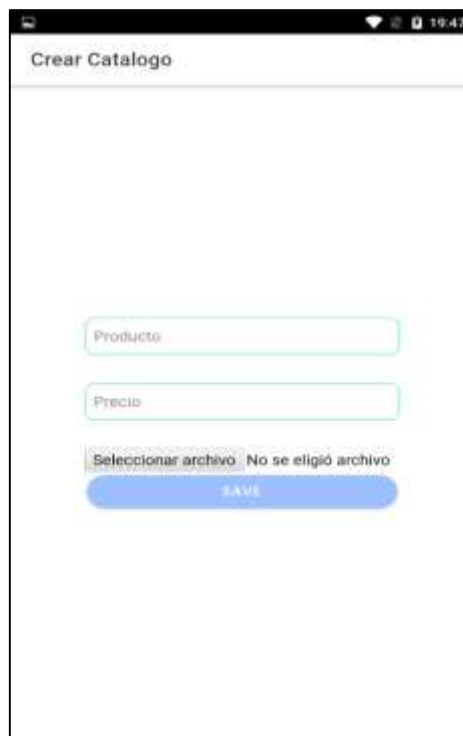 19:47
Crear Catalogo
Producto
Precio
Seleccionar archivo No se eligió archivo
SAVE